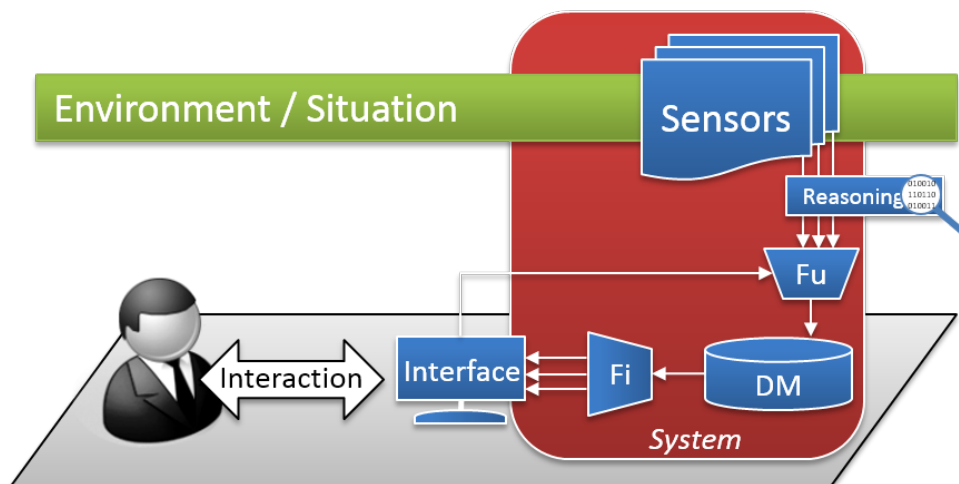 Environment / Situation
Sensors
Reasoning
010010
110110
010011
Fu
Interaction
Interface
Fi
DM
System